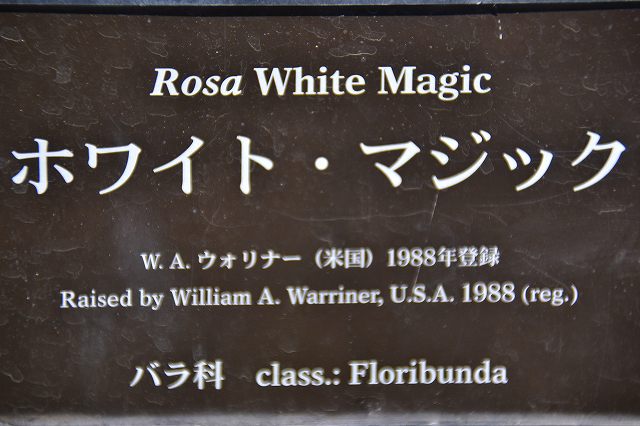 Rosa White Magic
ホワイト・マジック
W. A. ウォリナー（米国）1988年登録
Raised by William A. Warriner, U.S.A. 1988 (reg.)
バラ科　class.: Floribunda